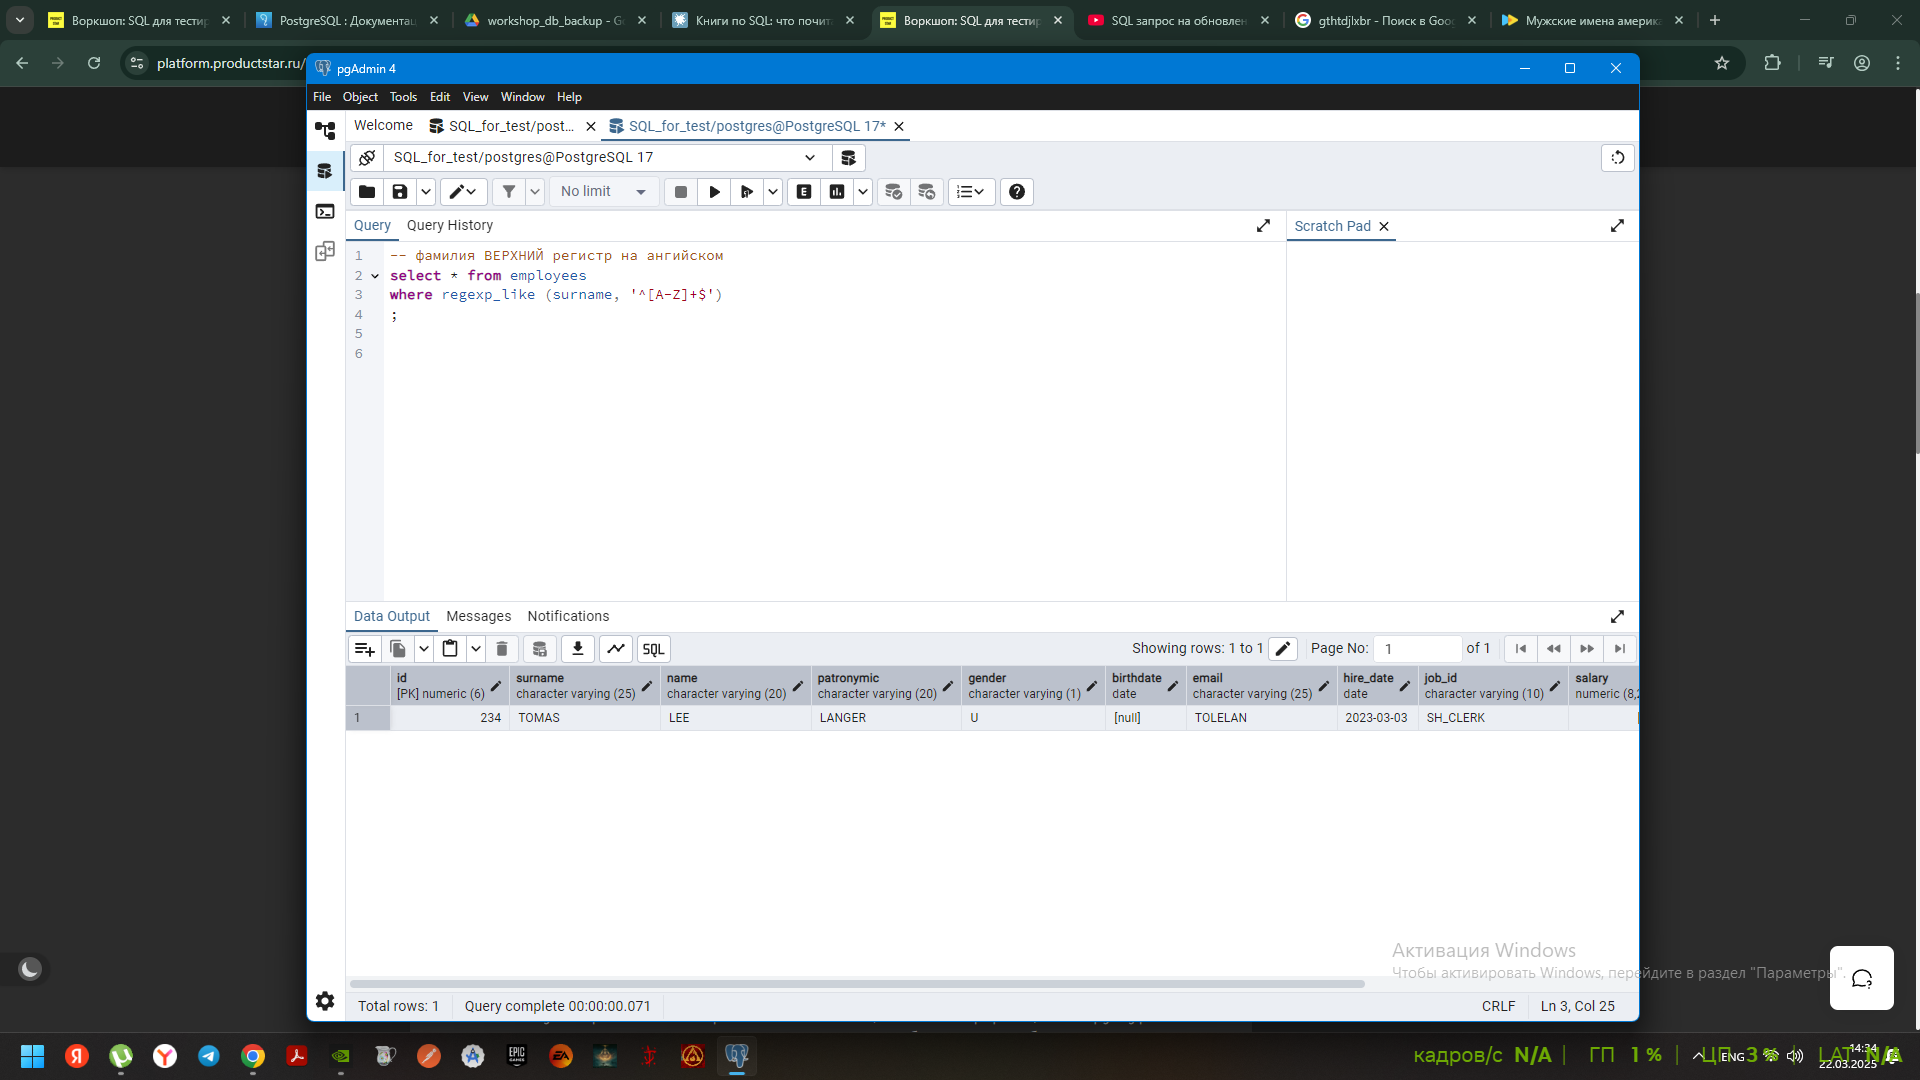 Воркшоп: SQL для тестир
PostgreSQL : Документац
workshop_db_backup - Go
Книги по SQL: что почит
Воркшоп: SQL для тестир
SQL запрос на обновлен
gthtdjlxbr - Поиск в Goog
Мужские имена америка
platform.productstar.ru/
pgAdmin 4
File Object Tools Edit View Window Help
Welcome
SQL_for_test/post...
SQL_for_test/postgres@PostgreSQL 17*
SQL_for_test/postgres@PostgreSQL 17
No limit
Query Query History
Scratch Pad
1 -- фамилия ВЕРХНИЙ регистр на ангийском
2 select * from employees
3 where regexp_like (surname, '^[A-Z]+$')
4 ;
5
6
Data Output Messages Notifications
SQL
Showing rows: 1 to 1
Page No: 1 of 1
id surname name patronymic gender birthdate email hire_date job_id salary
[PK] numeric (6) character varying (25) character varying (20) character varying (20) character varying (1) date character varying (25) date character varying (10) numeric (8,2
1 234 TOMAS LEE LANGER U [null] TOLELAN 2023-03-03 SH_CLERK
Активация Windows
Чтобы активировать Windows, перейдите в раздел "Параметры".
Total rows: 1 Query complete 00:00:00.071
CRLF Ln 3, Col 25
кадров/с N/A ГП 1 % ЦП 3 % LAT N/A
ENG
14:34
22.03.2025